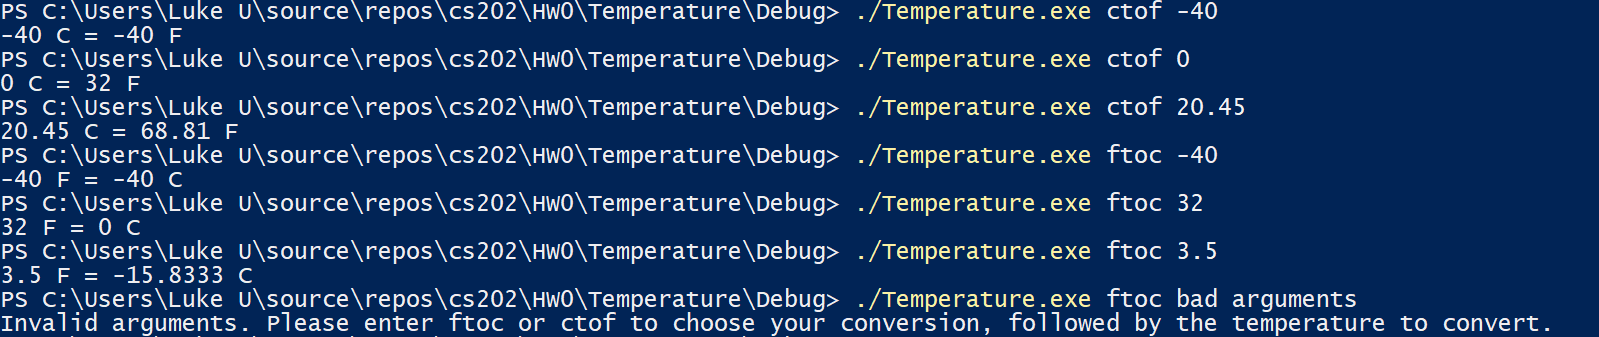 PS C:\Users\Luke U\source\repos\cs202\HW0\Temperature\Debug> ./Temperature.exe ctof -40
-40 C = -40 F
PS C:\Users\Luke U\source\repos\cs202\HW0\Temperature\Debug> ./Temperature.exe ctof 0
0 C = 32 F
PS C:\Users\Luke U\source\repos\cs202\HW0\Temperature\Debug> ./Temperature.exe ctof 20.45
20.45 C = 68.81 F
PS C:\Users\Luke U\source\repos\cs202\HW0\Temperature\Debug> ./Temperature.exe ftoc -40
-40 F = -40 C
PS C:\Users\Luke U\source\repos\cs202\HW0\Temperature\Debug> ./Temperature.exe ftoc 32
32 F = 0 C
PS C:\Users\Luke U\source\repos\cs202\HW0\Temperature\Debug> ./Temperature.exe ftoc 3.5
3.5 F = -15.8333 C
PS C:\Users\Luke U\source\repos\cs202\HW0\Temperature\Debug> ./Temperature.exe ftoc bad arguments
Invalid arguments. Please enter ftoc or ctof to choose your conversion, followed by the temperature to convert.